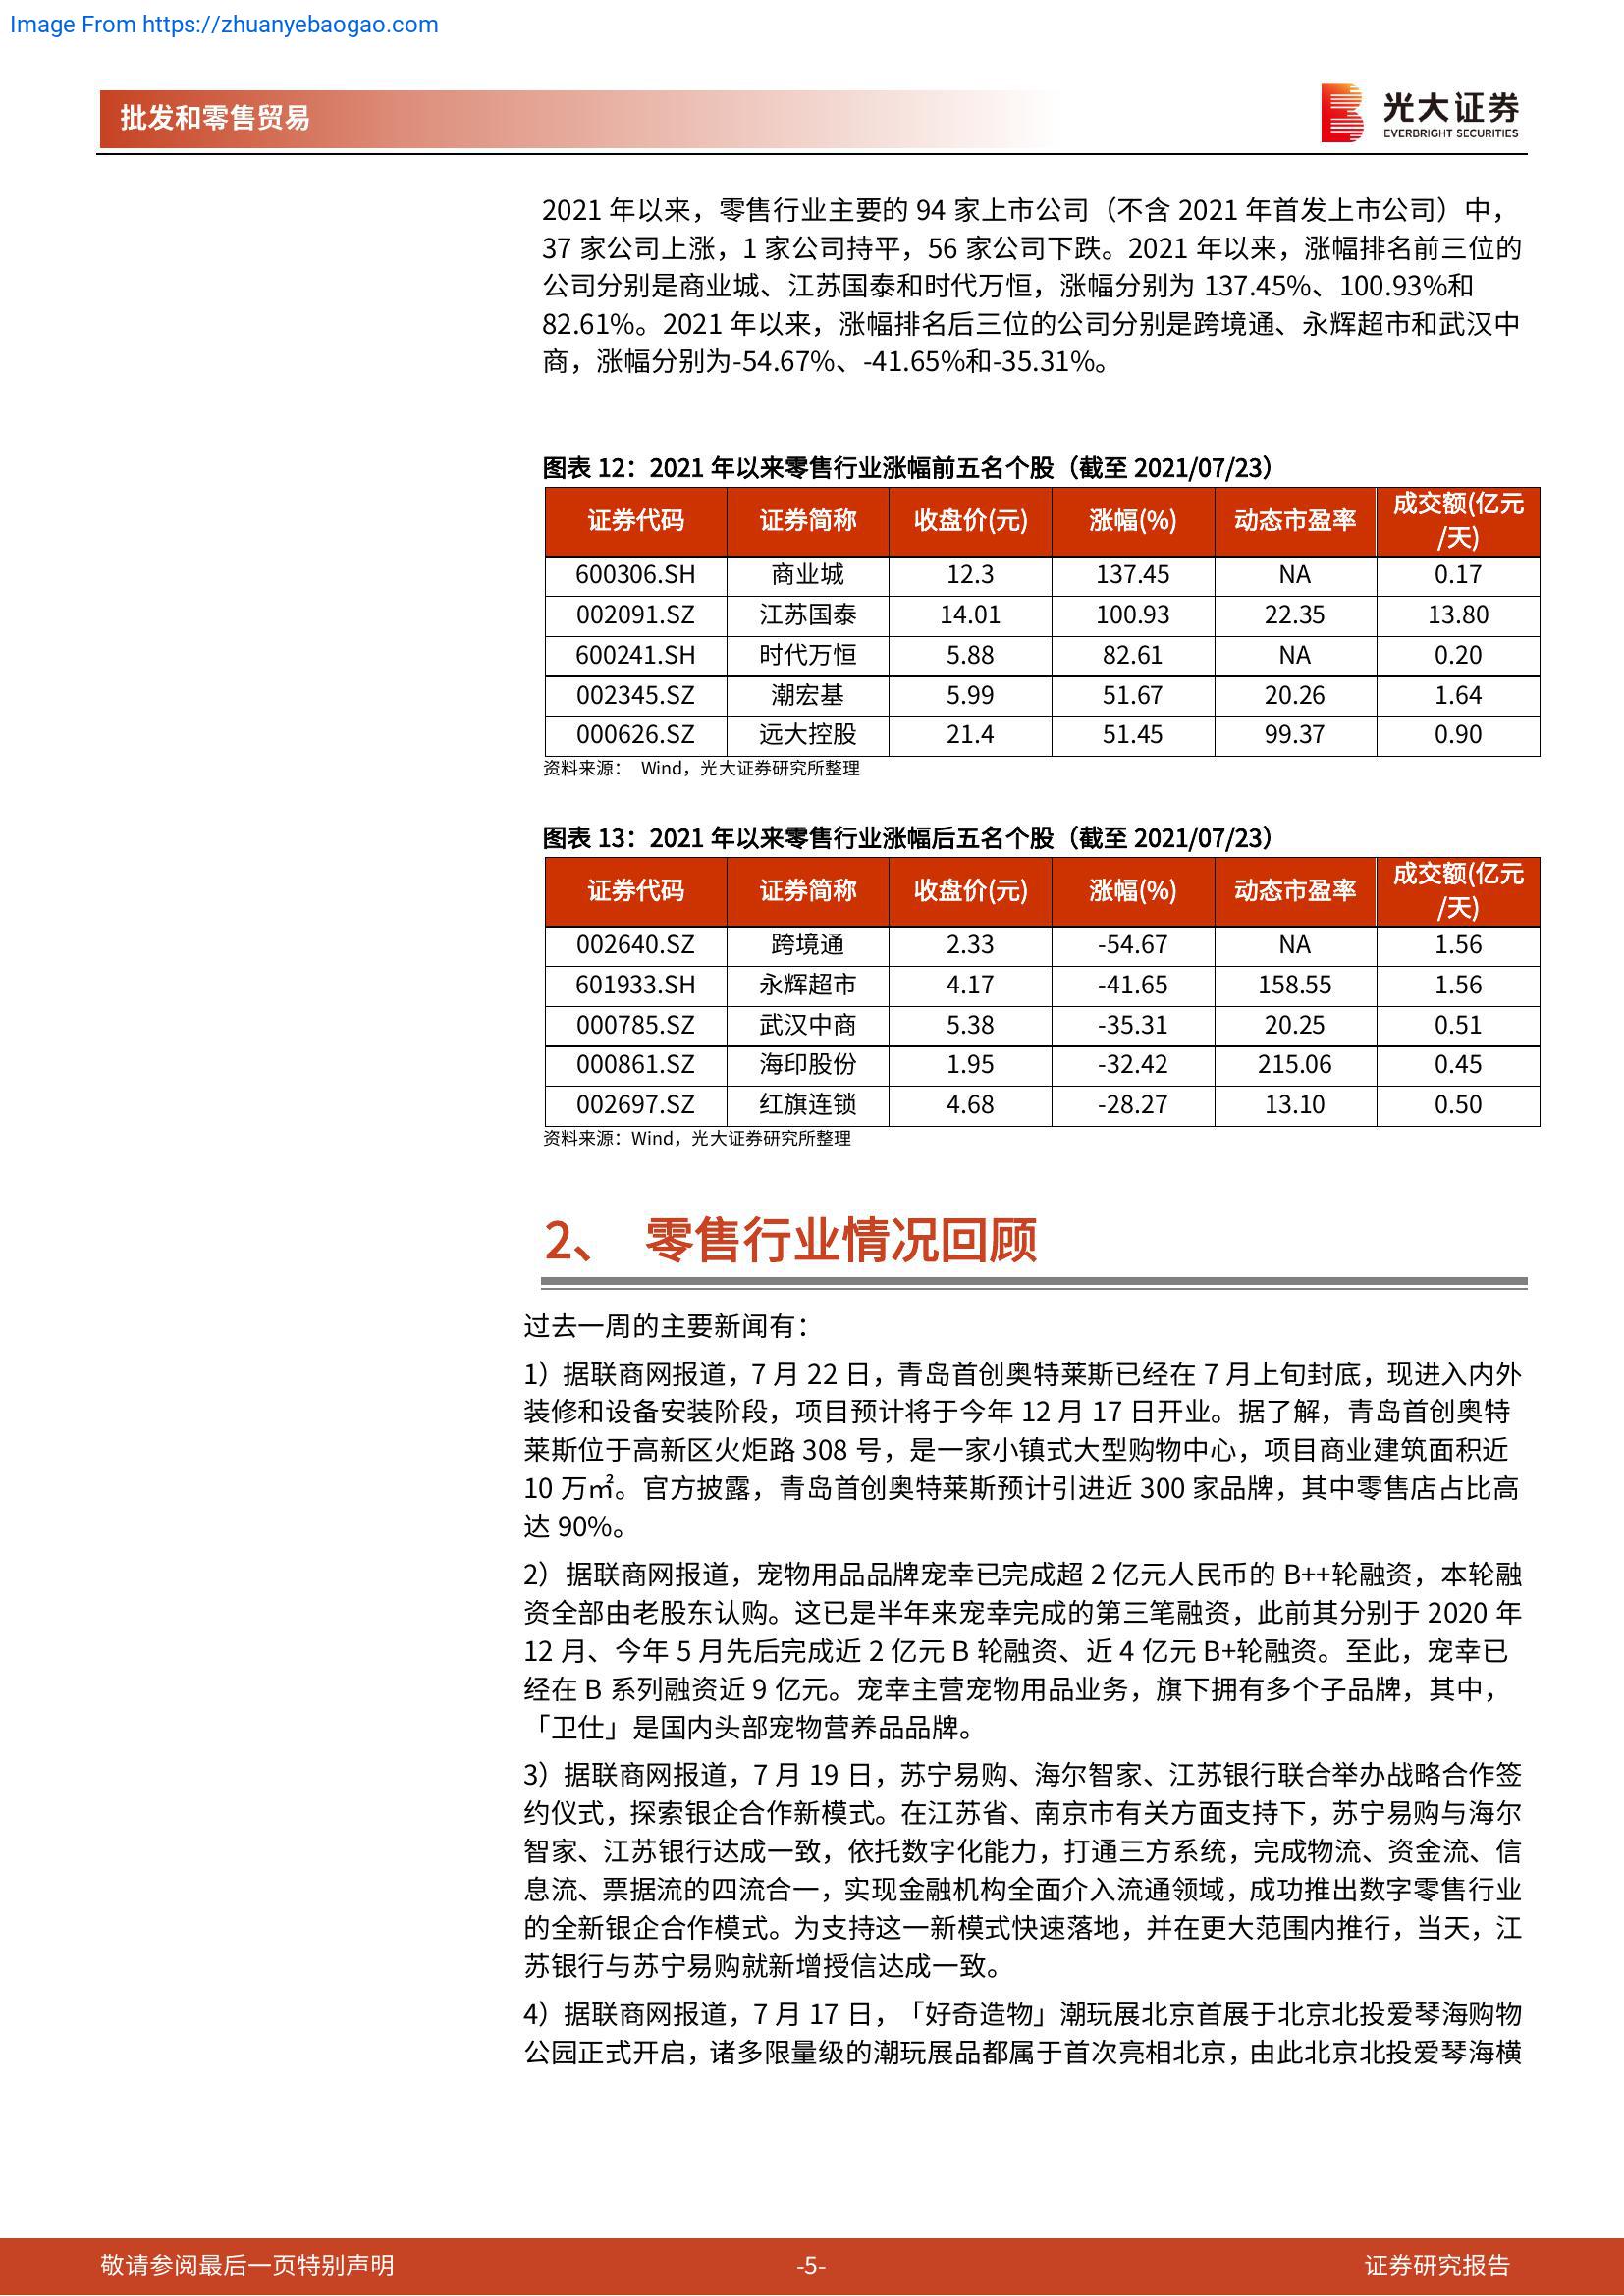 Image From https://zhuanyebaogao.com
批发和零售贸易
光大证券
EVERBRIGHT SECURITIES
2021 年以来，零售行业主要的 94 家上市公司（不含 2021 年首发上市公司）中，
37 家公司上涨，1 家公司持平，56 家公司下跌。2021 年以来，涨幅排名前三位的
公司分别是商业城、江苏国泰和时代万恒，涨幅分别为 137.45%、100.93%和
82.61%。2021 年以来，涨幅排名后三位的公司分别是跨境通、永辉超市和武汉中
商，涨幅分别为-54.67%、-41.65%和-35.31%。
图表 12：2021 年以来零售行业涨幅前五名个股（截至 2021/07/23）
证券代码 证券简称 收盘价(元) 涨幅(%) 动态市盈率 成交额(亿元
/天)
600306.SH 商业城 12.3 137.45 NA 0.17
002091.SZ 江苏国泰 14.01 100.93 22.35 13.80
600241.SH 时代万恒 5.88 82.61 NA 0.20
002345.SZ 潮宏基 5.99 51.67 20.26 1.64
000626.SZ 远大控股 21.4 51.45 99.37 0.90
资料来源： Wind，光大证券研究所整理
图表 13：2021 年以来零售行业涨幅后五名个股（截至 2021/07/23）
证券代码 证券简称 收盘价(元) 涨幅(%) 动态市盈率 成交额(亿元
/天)
002640.SZ 跨境通 2.33 -54.67 NA 1.56
601933.SH 永辉超市 4.17 -41.65 158.55 1.56
000785.SZ 武汉中商 5.38 -35.31 20.25 0.51
000861.SZ 海印股份 1.95 -32.42 215.06 0.45
002697.SZ 红旗连锁 4.68 -28.27 13.10 0.50
资料来源：Wind，光大证券研究所整理
2、 零售行业情况回顾
过去一周的主要新闻有：
1）据联商网报道，7 月 22 日，青岛首创奥特莱斯已经在 7 月上旬封底，现进入内外
装修和设备安装阶段，项目预计将于今年 12 月 17 日开业。据了解，青岛首创奥特
莱斯位于高新区火炬路 308 号，是一家小镇式大型购物中心，项目商业建筑面积近
10 万㎡。官方披露，青岛首创奥特莱斯预计引进近 300 家品牌，其中零售店占比高
达 90%。
2）据联商网报道，宠物用品品牌宠幸已完成超 2 亿元人民币的 B++轮融资，本轮融
资全部由老股东认购。这已是半年来宠幸完成的第三笔融资，此前其分别于 2020 年
12 月、今年 5 月先后完成近 2 亿元 B 轮融资、近 4 亿元 B+轮融资。至此，宠幸已
经在 B 系列融资近 9 亿元。宠幸主营宠物用品业务，旗下拥有多个子品牌，其中，
「卫仕」是国内头部宠物营养品品牌。
3）据联商网报道，7 月 19 日，苏宁易购、海尔智家、江苏银行联合举办战略合作签
约仪式，探索银企合作新模式。在江苏省、南京市有关方面支持下，苏宁易购与海尔
智家、江苏银行达成一致，依托数字化能力，打通三方系统，完成物流、资金流、信
息流、票据流的四流合一，实现金融机构全面介入流通领域，成功推出数字零售行业
的全新银企合作模式。为支持这一新模式快速落地，并在更大范围内推行，当天，江
苏银行与苏宁易购就新增授信达成一致。
4）据联商网报道，7 月 17 日，「好奇造物」潮玩展北京首展于北京北投爱琴海购物
公园正式开启，诸多限量级的潮玩展品都属于首次亮相北京，由此北京北投爱琴海横
敬请参阅最后一页特别声明 -5- 证券研究报告